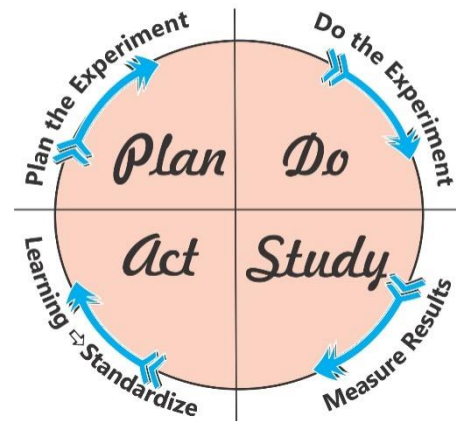 Plan the Experiment
Do the Experiment
Plan
Do
Act
Study
Learning ⇨ Standardize
Measure Results